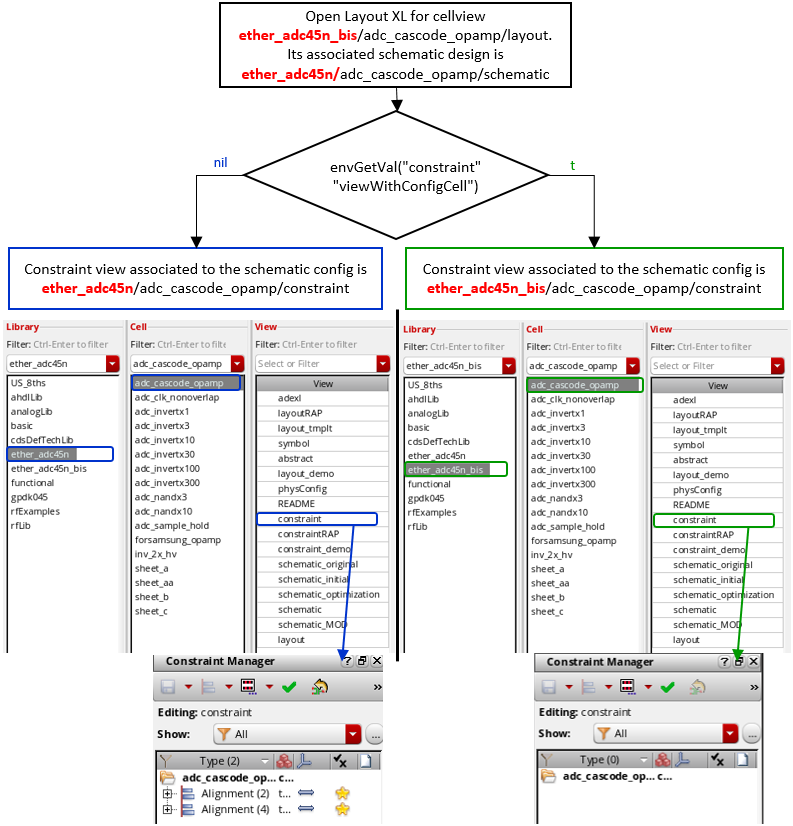 Open Layout XL for cellview
ether_adc45n_bis/adc_cascode_opamp/layout.
Its associated schematic design is
ether_adc45n/adc_cascode_opamp/schematic
nil
envGetVal("constraint"
"viewWithConfigCell")
t
Constraint view associated to the schematic config is
ether_adc45n/adc_cascode_opamp/constraint
Constraint view associated to the schematic config is
ether_adc45n_bis/adc_cascode_opamp/constraint
Library
Filter: Ctrl-Enter to filter
ether_adc45n
US_8ths
ahdlLib
analogLib
basic
cdsDefTechLib
ether_adc45n
ether_adc45n_bis
functional
gpdk045
rfExamples
rfLib
Cell
Filter: Ctrl-Enter to filte
adc_cascode_opamp
adc_cascode_opamp
adc_clk_nonoverlap
adc_invertx1
adc_invertx3
adc_invertx10
adc_invertx30
adc_invertx100
adc_invertx300
adc_nandx3
adc_nandx10
adc_sample_hold
forsamsung_opamp
inv_2x_hv
sheet_a
sheet_aa
sheet_b
sheet_c
View
Filter: Ctrl-Enter to filter
Select or Filter
View
adexl
layoutRAP
layout_tmplt
symbol
abstract
layout_demo
physConfig
README
constraint
constraintRAP
constraint_demo
schematic_original
schematic_initial
schematic_optimization
schematic
schematic_MOD
layout
Library
Filter: Ctrl-Enter to filter
ether_adc45n_bis
US_8ths
ahdlLib
analogLib
basic
cdsDefTechLib
ether_adc45n
ether_adc45n_bis
functional
gpdk045
rfExamples
rfLib
Cell
Filter: Ctrl-Enter to filte
adc_cascode_opamp
adc_cascode_opamp
adc_clk_nonoverlap
adc_invertx1
adc_invertx3
adc_invertx10
adc_invertx30
adc_invertx100
adc_invertx300
adc_nandx3
adc_nandx10
adc_sample_hold
forsamsung_opamp
inv_2x_hv
sheet_a
sheet_aa
sheet_b
sheet_c
View
Filter: Ctrl-Enter to filter
Select or Filter
View
adexl
layoutRAP
layout_tmplt
symbol
abstract
layout_demo
physConfig
README
constraint
constraintRAP
constraint_demo
schematic_original
schematic_initial
schematic_optimization
schematic
schematic_MOD
layout
Constraint Manager
»
Editing: constraint
Show: All ...
Type (2)
adc_cascode_op... c...
Alignment (2) t...
Alignment (4) t...
Constraint Manager
»
Editing: constraint
Show: All ...
Type (0)
adc_cascode_op... c...